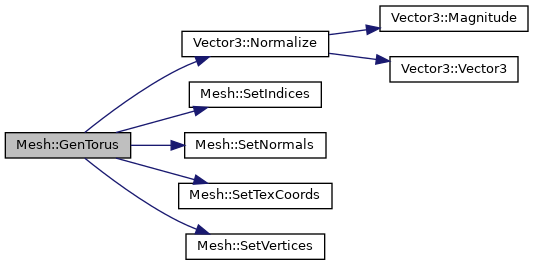 Mesh::GenTorus
Vector3::Normalize
Vector3::Magnitude
Vector3::Vector3
Mesh::SetIndices
Mesh::SetNormals
Mesh::SetTexCoords
Mesh::SetVertices